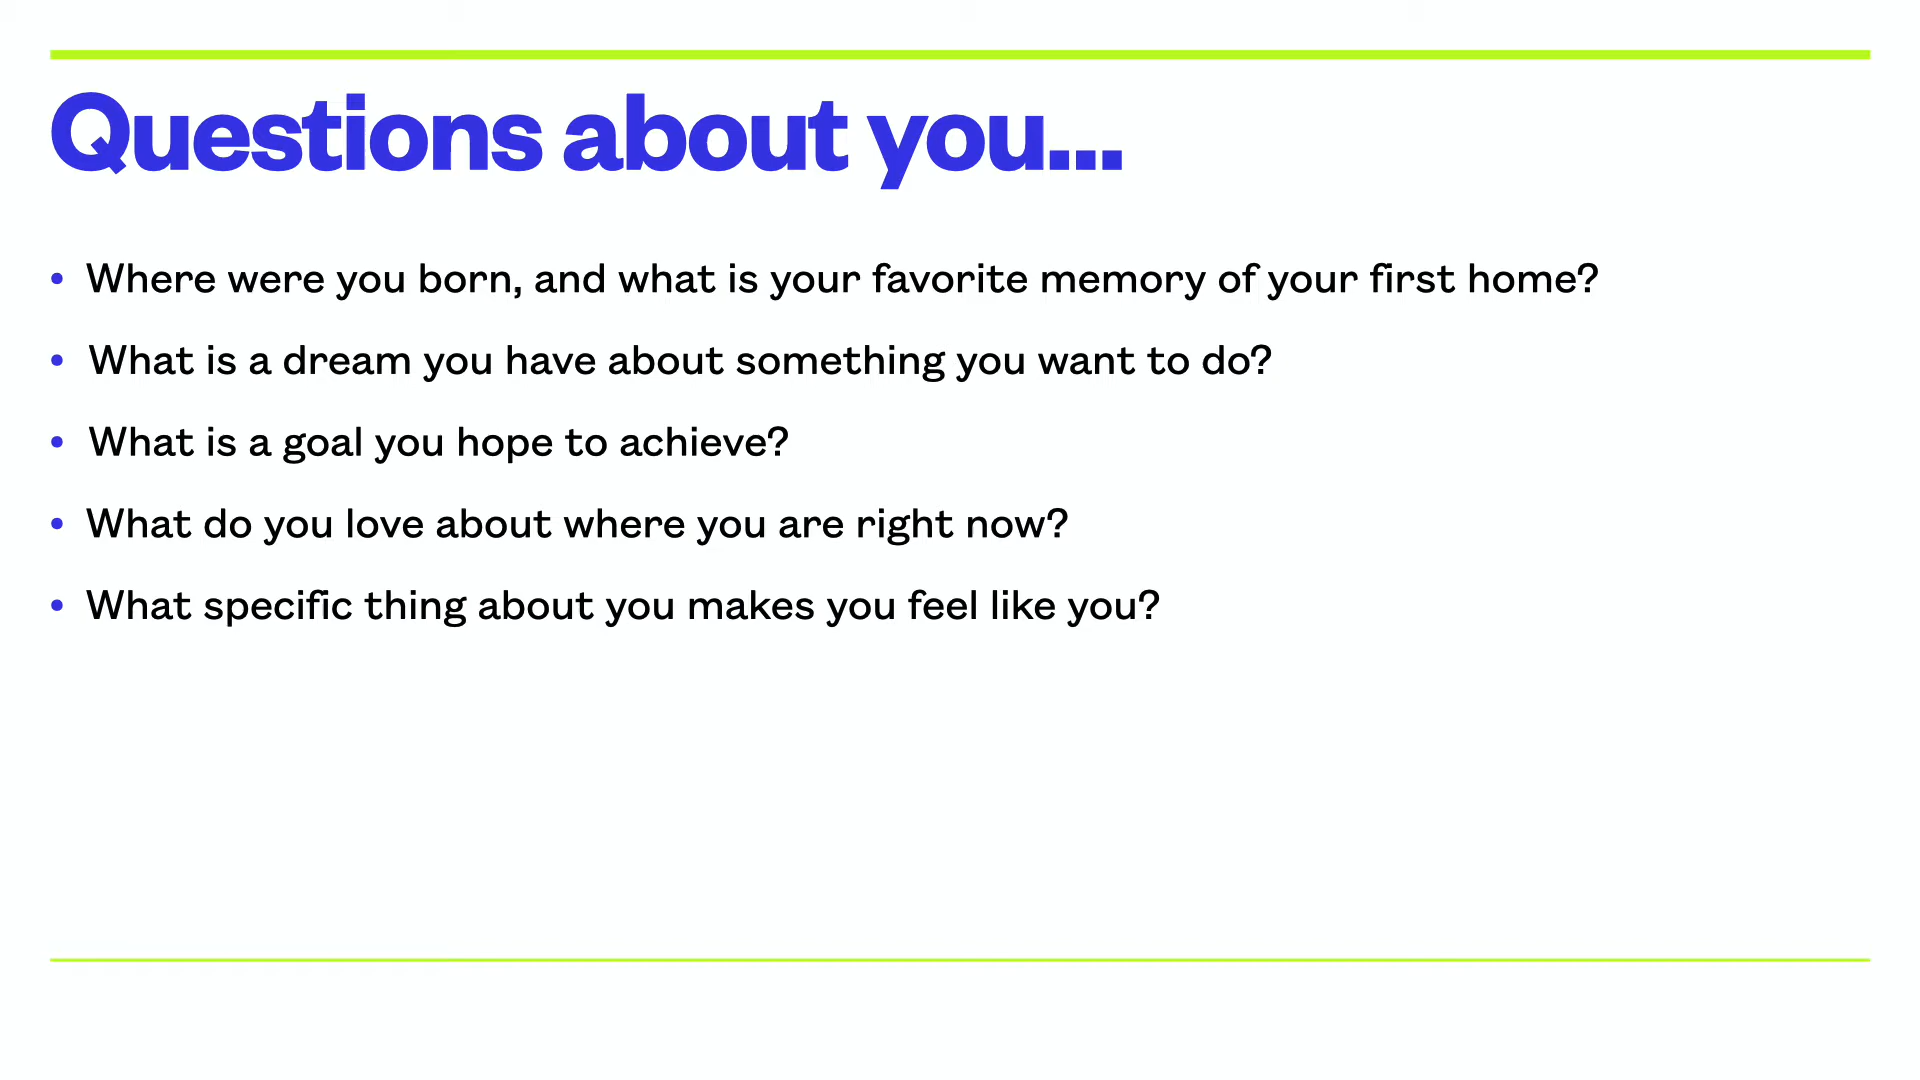 Questions about you...
• Where were you born, and what is your favorite memory of your first home?
• What is a dream you have about something you want to do?
• What is a goal you hope to achieve?
• What do you love about where you are right now?
• What specific thing about you makes you feel like you?